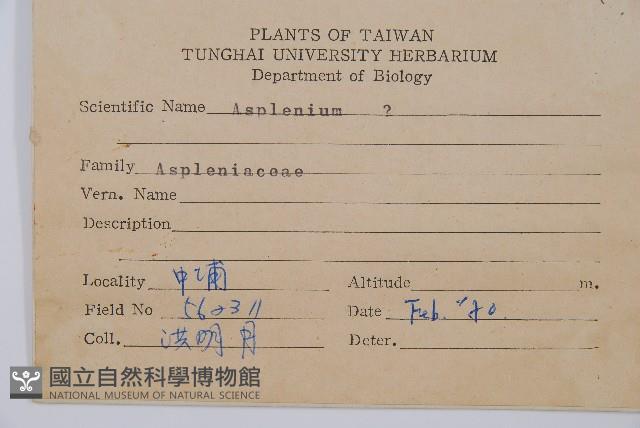 PLANTS OF TAIWAN
TUNGHAI UNIVERSITY HERBARIUM
Department of Biology
Scientific Name Asplenium ?
Family Aspleniaceae
Vern. Name
Description
Locality 中埔
Altitude m.
Field No 56231
Date Feb. '70.
Coll. 洪明月
Deter.
國立自然科學博物館
NATIONAL MUSEUM OF NATURAL SCIENCE